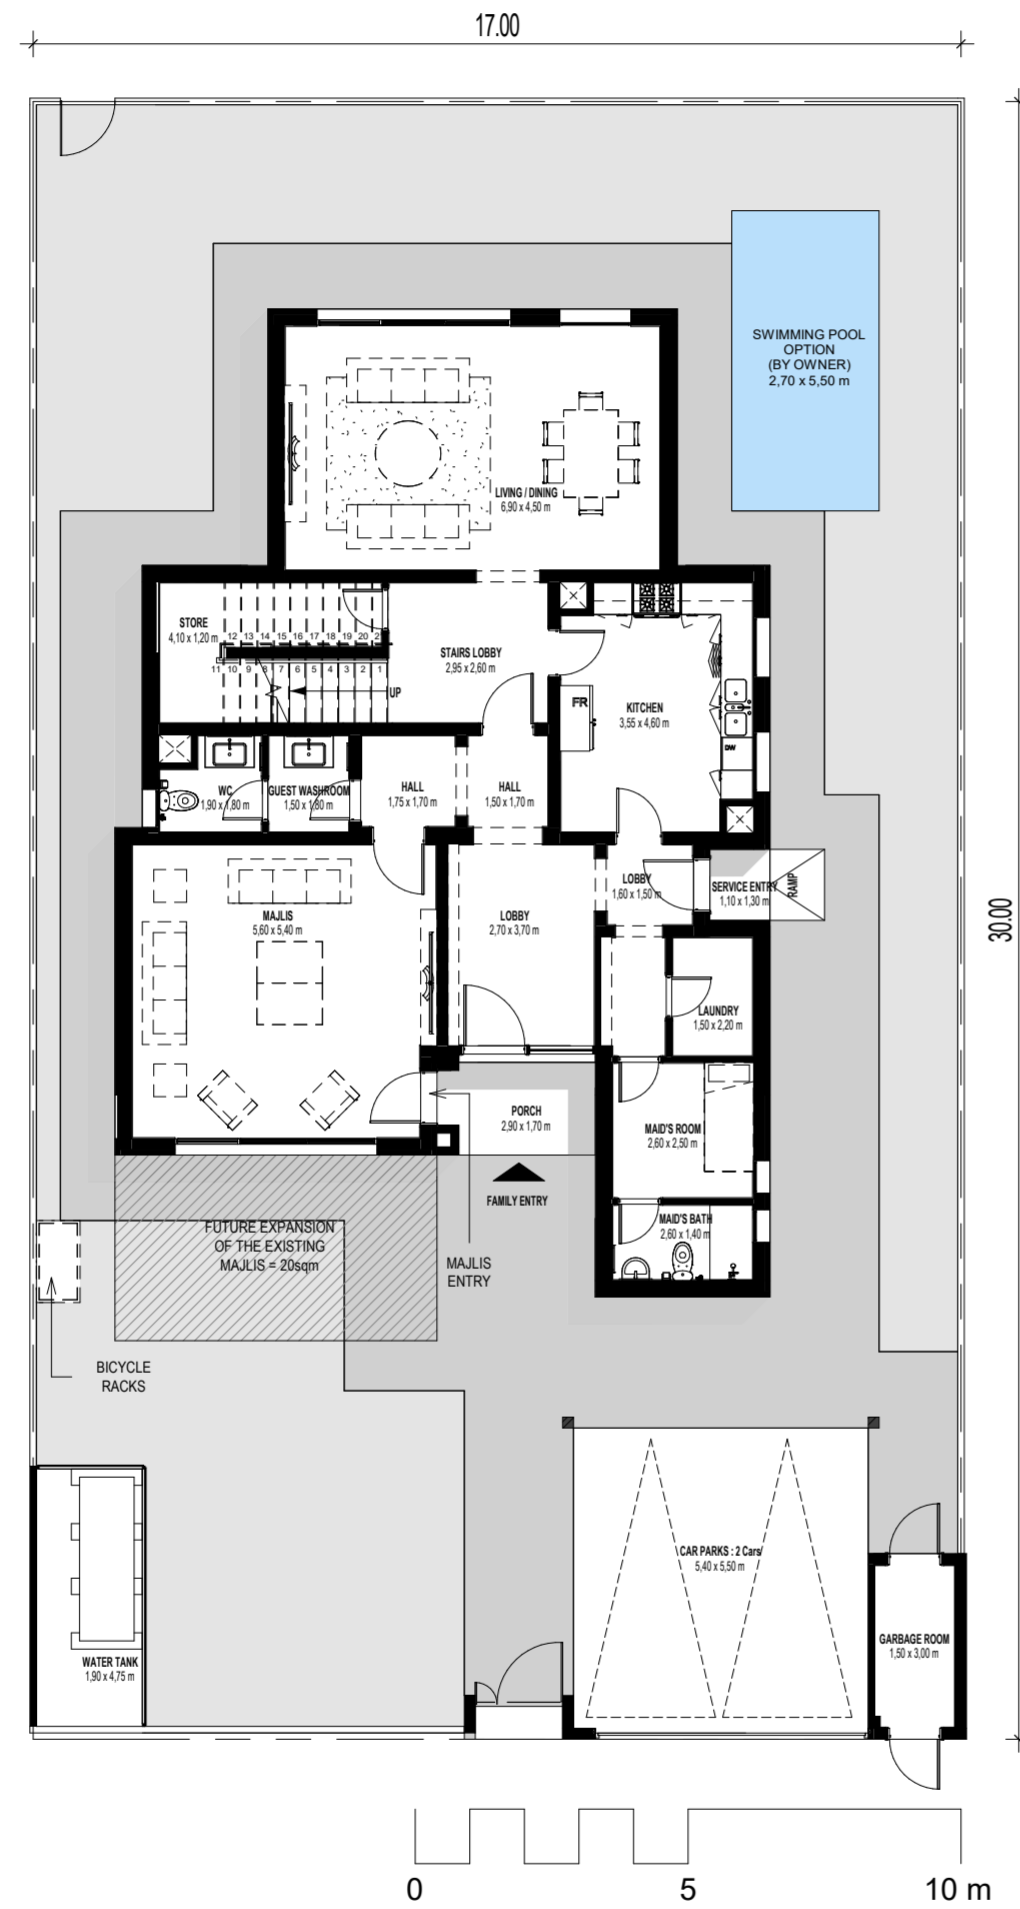 17.00
30.00
SWIMMING POOL
OPTION
(BY OWNER)
2,70 x 5,50 m
LIVING / DINING
6,90 x 4,50 m
STORE
4,10 x 1,20 m
12 13 14 15 16 17 18 19 20
11 10 9 8 7 6 5 4 3 2 1
UP
STAIRS LOBBY
2,95 x 2,60 m
FR
KITCHEN
3,55 x 4,60 m
DW
WC
1,90 x 1,80 m
GUEST WASHROOM
1,50 x 1,80 m
HALL
1,75 x 1,70 m
HALL
1,50 x 1,70 m
MAJLIS
5,60 x 5,40 m
LOBBY
2,70 x 3,70 m
LOBBY
1,60 x 1,50 m
SERVICE ENTRY
1,10 x 1,30 m
RAMP
LAUNDRY
1,50 x 2,20 m
PORCH
2,90 x 1,70 m
MAID'S ROOM
2,60 x 2,50 m
FAMILY ENTRY
MAID'S BATH
2,60 x 1,40 m
FUTURE EXPANSION
OF THE EXISTING
MAJLIS = 20sqm
MAJLIS
ENTRY
BICYCLE
RACKS
CAR PARKS : 2 Cars
5,40 x 5,50 m
GARBAGE ROOM
1,50 x 3,00 m
WATER TANK
1,90 x 4,75 m
0 5 10 m